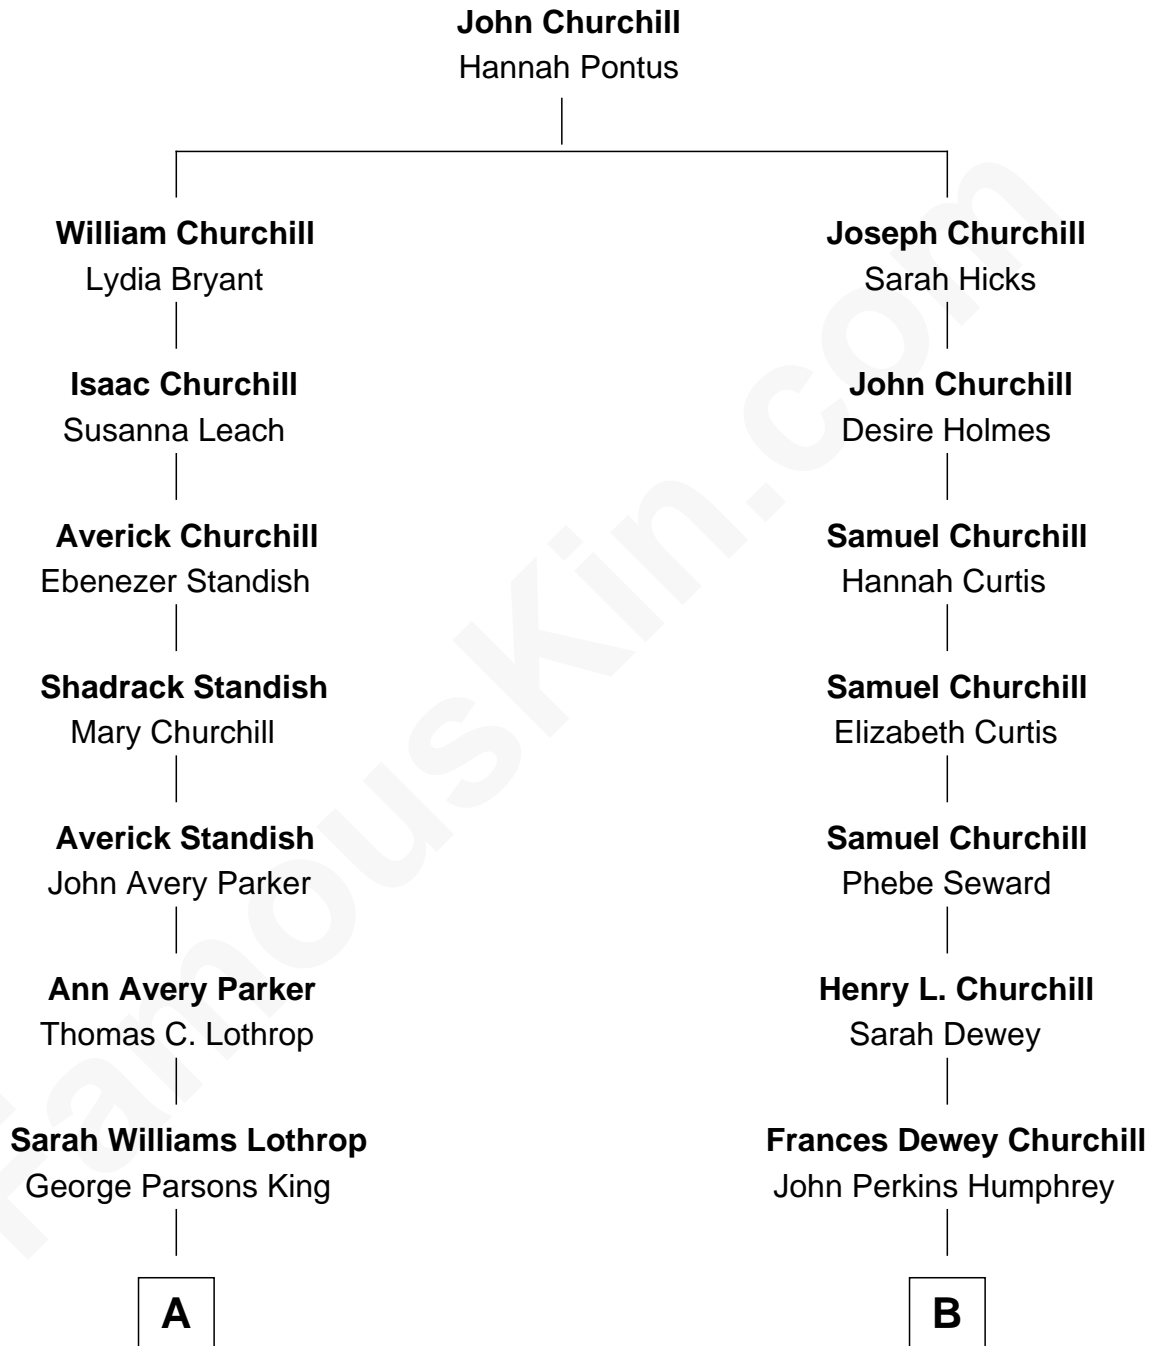 John Churchill
Hannah Pontus
William Churchill
Lydia Bryant
Joseph Churchill
Sarah Hicks
Isaac Churchill
Susanna Leach
John Churchill
Desire Holmes
Averick Churchill
Ebenezer Standish
Samuel Churchill
Hannah Curtis
Shadrack Standish
Mary Churchill
Samuel Churchill
Elizabeth Curtis
Averick Standish
John Avery Parker
Samuel Churchill
Phebe Seward
Ann Avery Parker
Thomas C. Lothrop
Henry L. Churchill
Sarah Dewey
Sarah Williams Lothrop
George Parsons King
Frances Dewey Churchill
John Perkins Humphrey
A
B
FamousKin.com